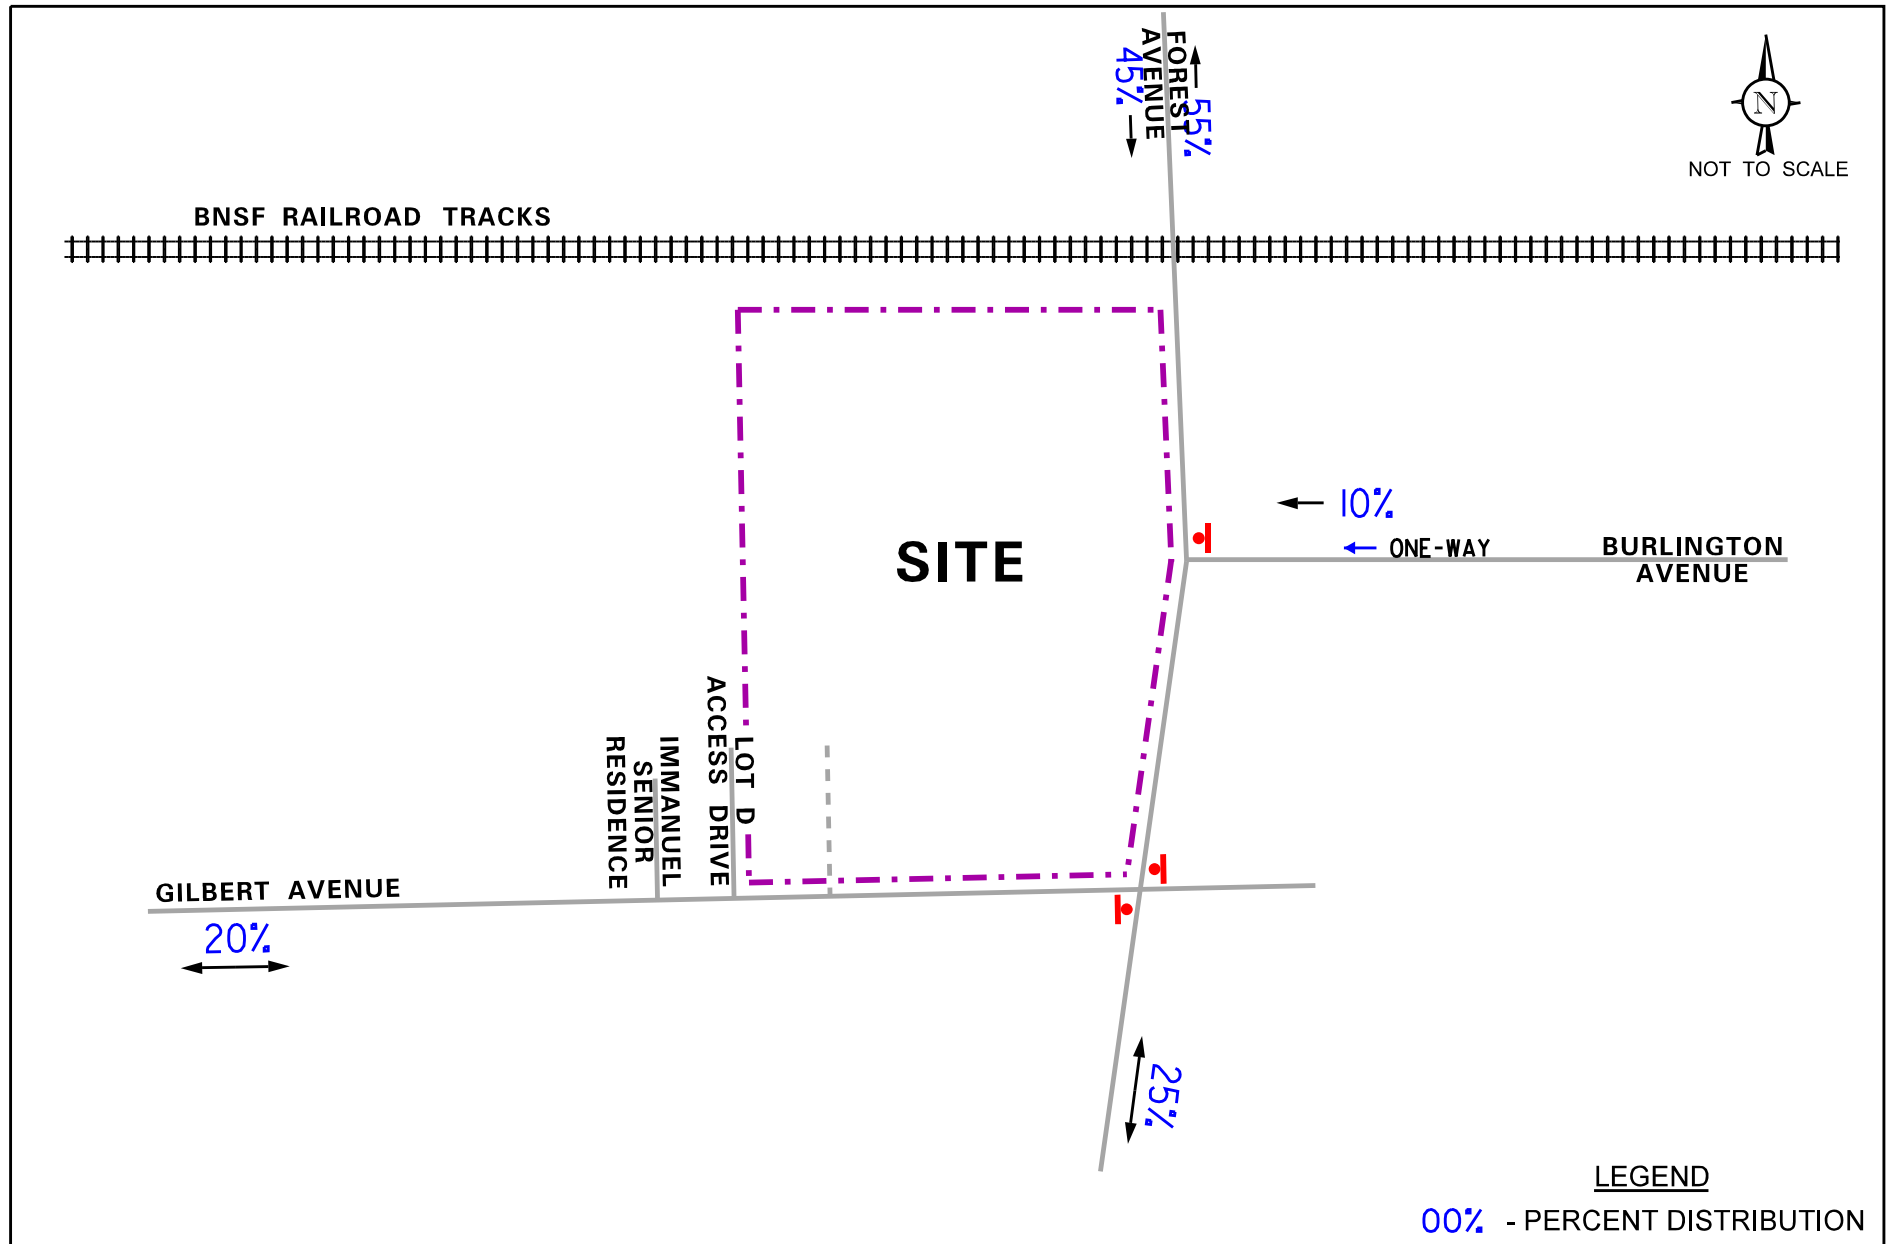 FOREST
AVENUE
45%
55%
N
NOT TO SCALE
BNSF RAILROAD TRACKS
10%
ONE-WAY
BURLINGTON
AVENUE
SITE
LOT D
ACCESS DRIVE
IMMANUEL
SENIOR
RESIDENCE
GILBERT AVENUE
20%
25%
LEGEND
00% - PERCENT DISTRIBUTION